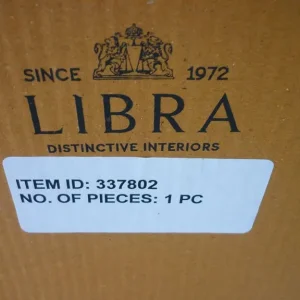 SINCE 1972
LIBRA
DISTINCTIVE INTERIORS
ITEM ID: 337802
NO. OF PIECES: 1 PC